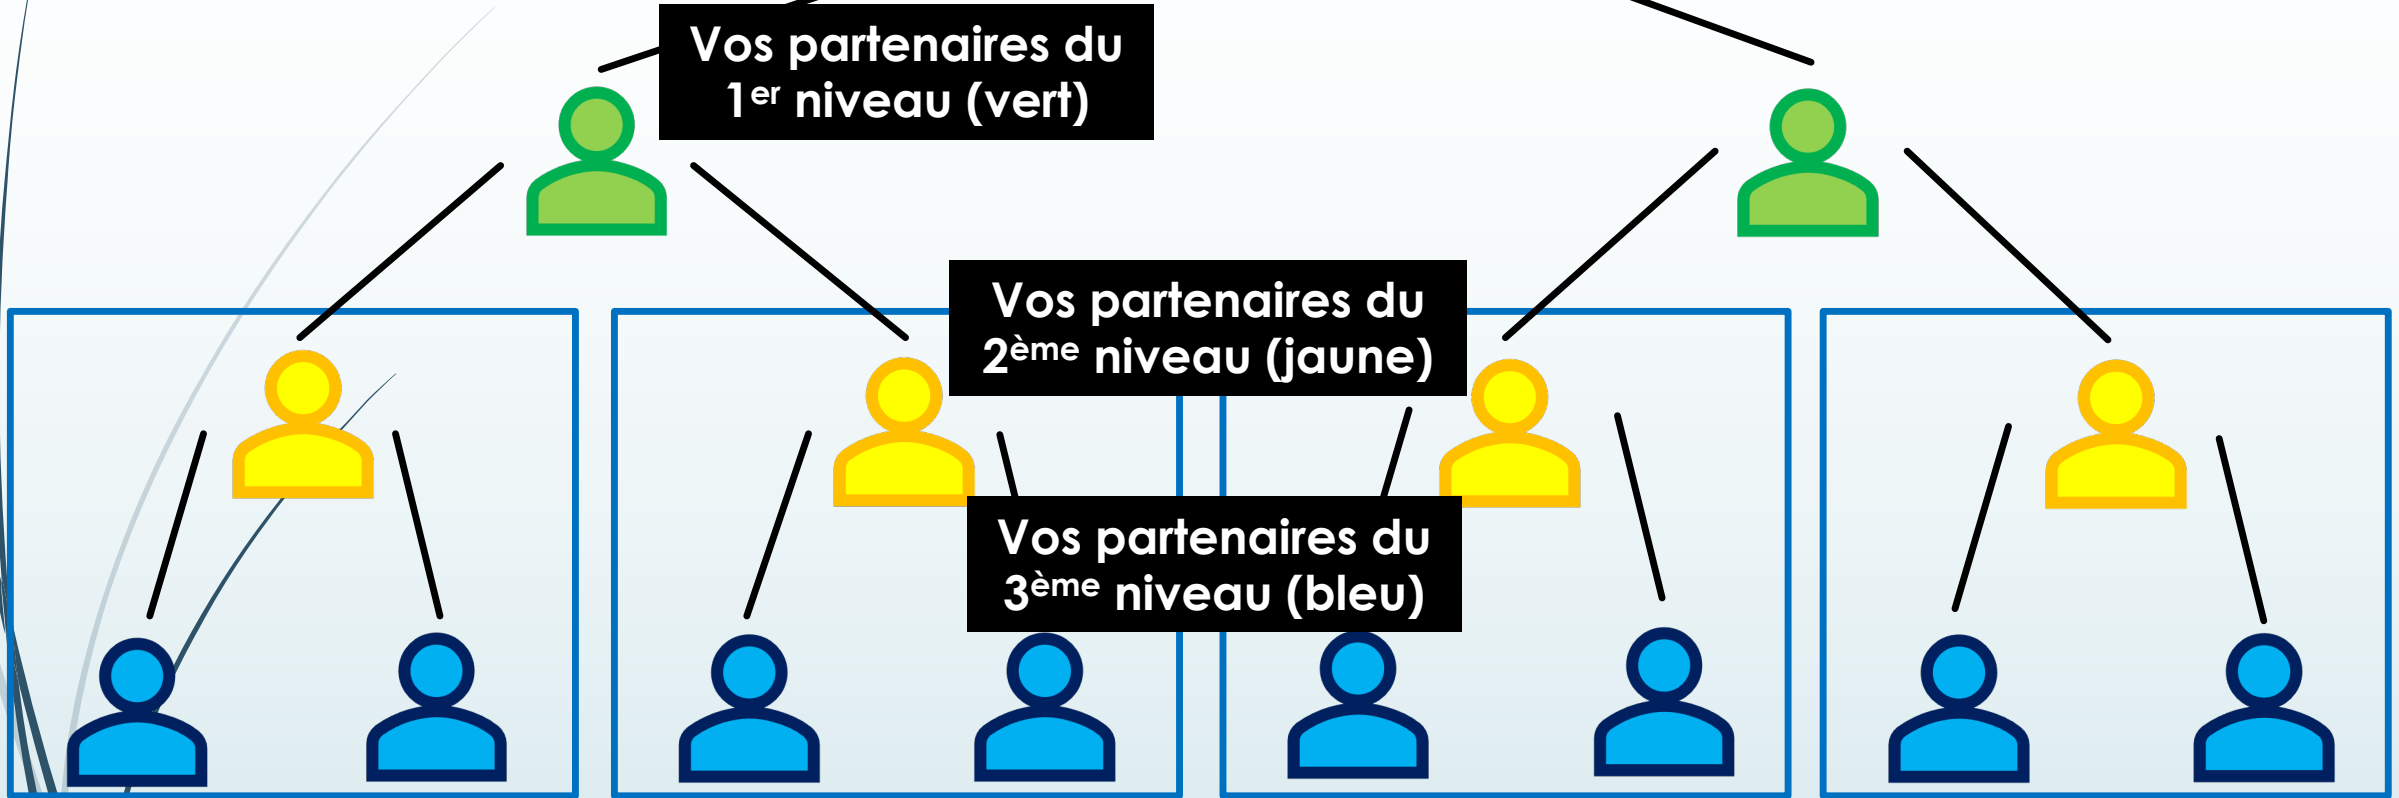 Vos partenaires du
1er niveau (vert)
Vos partenaires du
2ème niveau (jaune)
Vos partenaires du
3ème niveau (bleu)